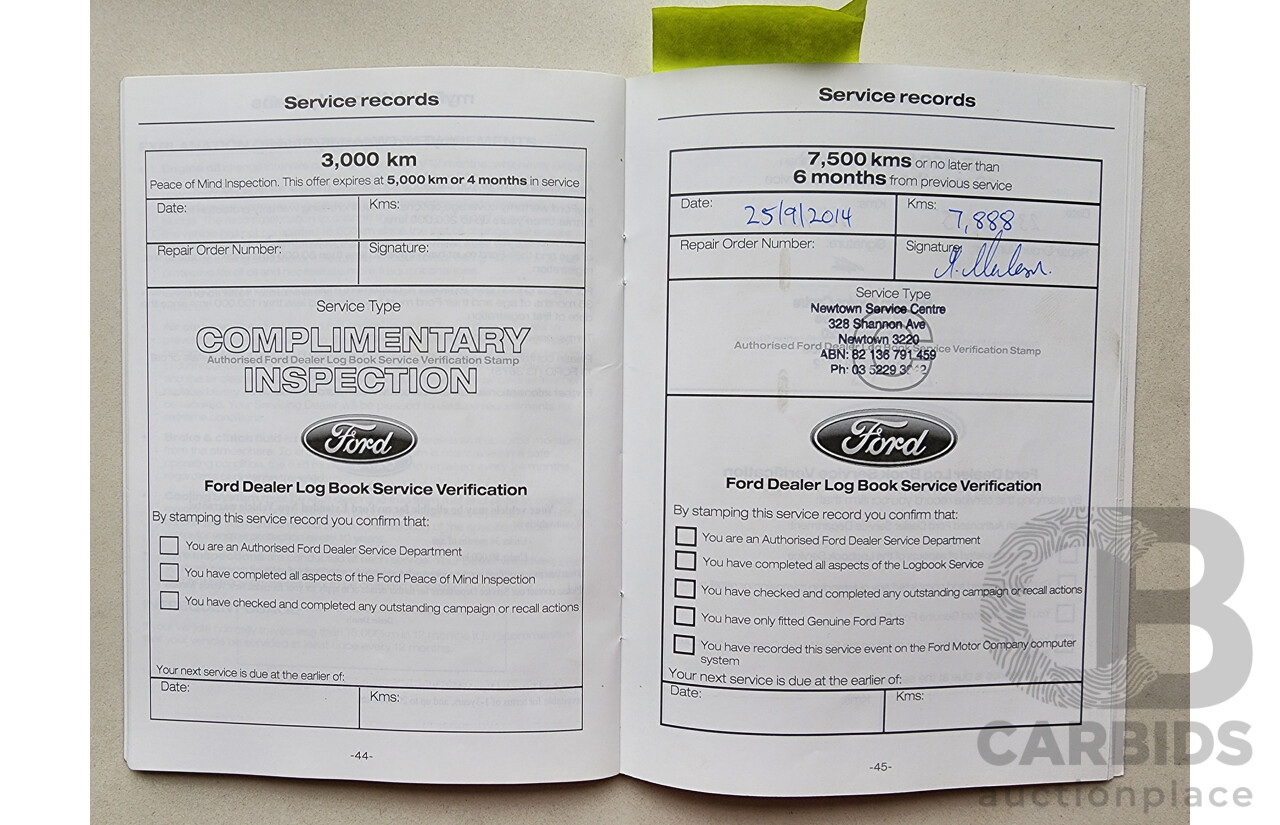 Service records
3,000 km
Peace of Mind Inspection. This offer expires at 5,000 km or 4 months in service
Date:
Kms:
Repair Order Number:
Signature:
Service Type
COMPLIMENTARY
Authorised Ford Dealer Log Book Service Verification Stamp
INSPECTION
Ford
Ford Dealer Log Book Service Verification
By stamping this service record you confirm that:
You are an Authorised Ford Dealer Service Department
You have completed all aspects of the Ford Peace of Mind Inspection
You have checked and completed any outstanding campaign or recall actions
Your next service is due at the earlier of:
Date:
Kms:
-44-
Service records
7,500 kms or no later than
6 months from previous service
Date: 25/9/2014
Kms: 7,888
Repair Order Number:
Signature:
Service Type
Newtown Service Centre
328 Shannon Ave
Newtown 3220
Authorised Ford Dealer Log Book Service Verification Stamp
ABN: 82 136 791 459
Ph: 03 5229
Ford
Ford Dealer Log Book Service Verification
By stamping this service record you confirm that:
You are an Authorised Ford Dealer Service Department
You have completed all aspects of the Logbook Service
You have checked and completed any outstanding campaign or recall actions
You have only fitted Genuine Ford Parts
You have recorded this service event on the Ford Motor Company computer
system
Your next service is due at the earlier of:
Date:
Kms:
-45-
CB
CARBIDS
auctionplace